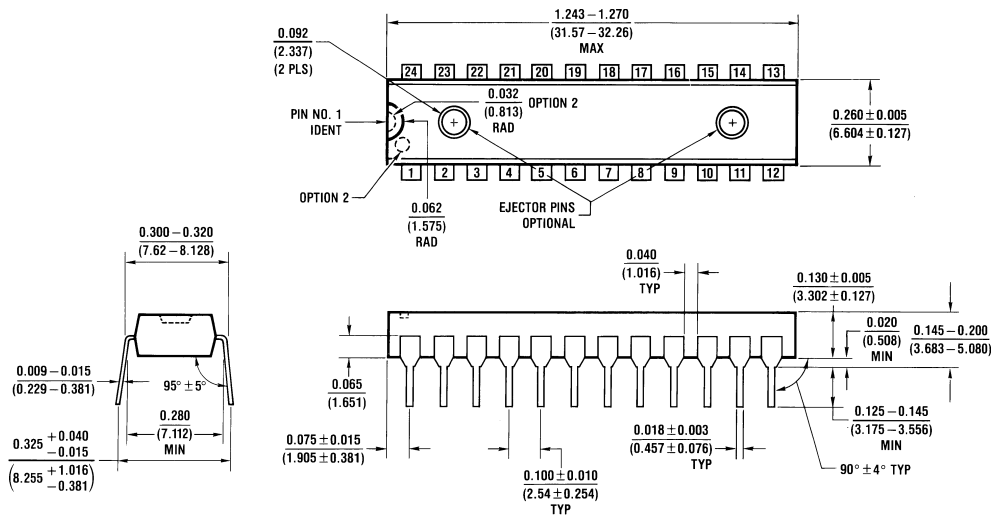 1.243–1.270
(31.57–32.26)
MAX
0.092
(2.337)
(2 PLS)
24 23 22 21 20 19 18 17 16 15 14 13
0.032
(0.813)
RAD
OPTION 2
PIN NO. 1
IDENT
0.260±0.005
(6.604±0.127)
1 2 3 4 5 6 7 8 9 10 11 12
OPTION 2
0.062
(1.575)
RAD
EJECTOR PINS
OPTIONAL
0.300–0.320
(7.62–8.128)
0.040
(1.016)
TYP
0.130±0.005
(3.302±0.127)
0.020
(0.508)
MIN
0.145–0.200
(3.683–5.080)
0.009–0.015
(0.229–0.381)
95°±5°
0.065
(1.651)
0.280
(7.112)
MIN
0.125–0.145
(3.175–3.556)
MIN
0.325 +0.040
–0.015
(8.255 +1.016
–0.381)
0.075±0.015
(1.905±0.381)
0.018±0.003
(0.457±0.076)
TYP
0.100±0.010
(2.54±0.254)
TYP
90°±4° TYP